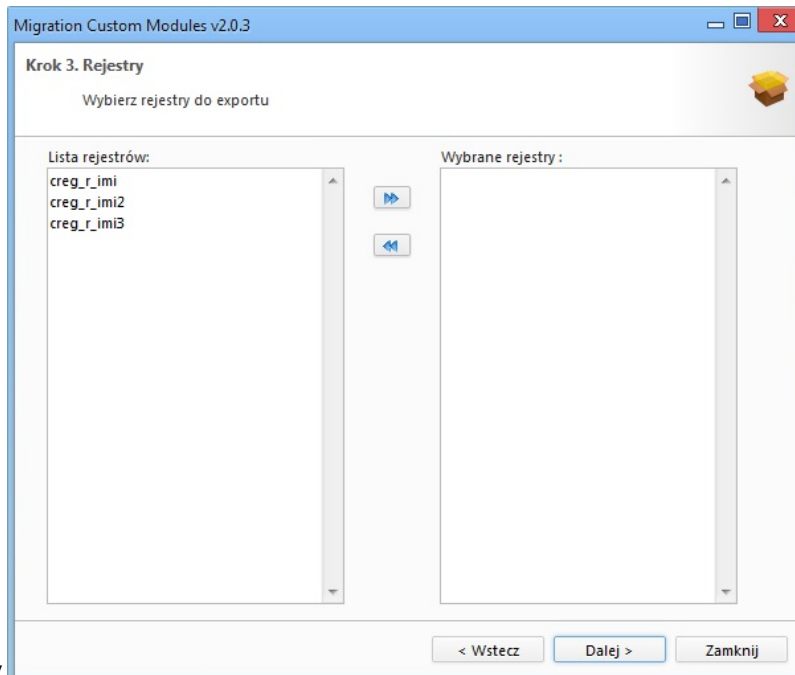 Migration Custom Modules v2.0.3
Krok 3. Rejestry
Wybierz rejestry do exportu
Lista rejestrów:
Wybrane rejestry :
creg_r_imi
creg_r_imi2
creg_r_imi3
< Wstecz
Dalej >
Zamknij